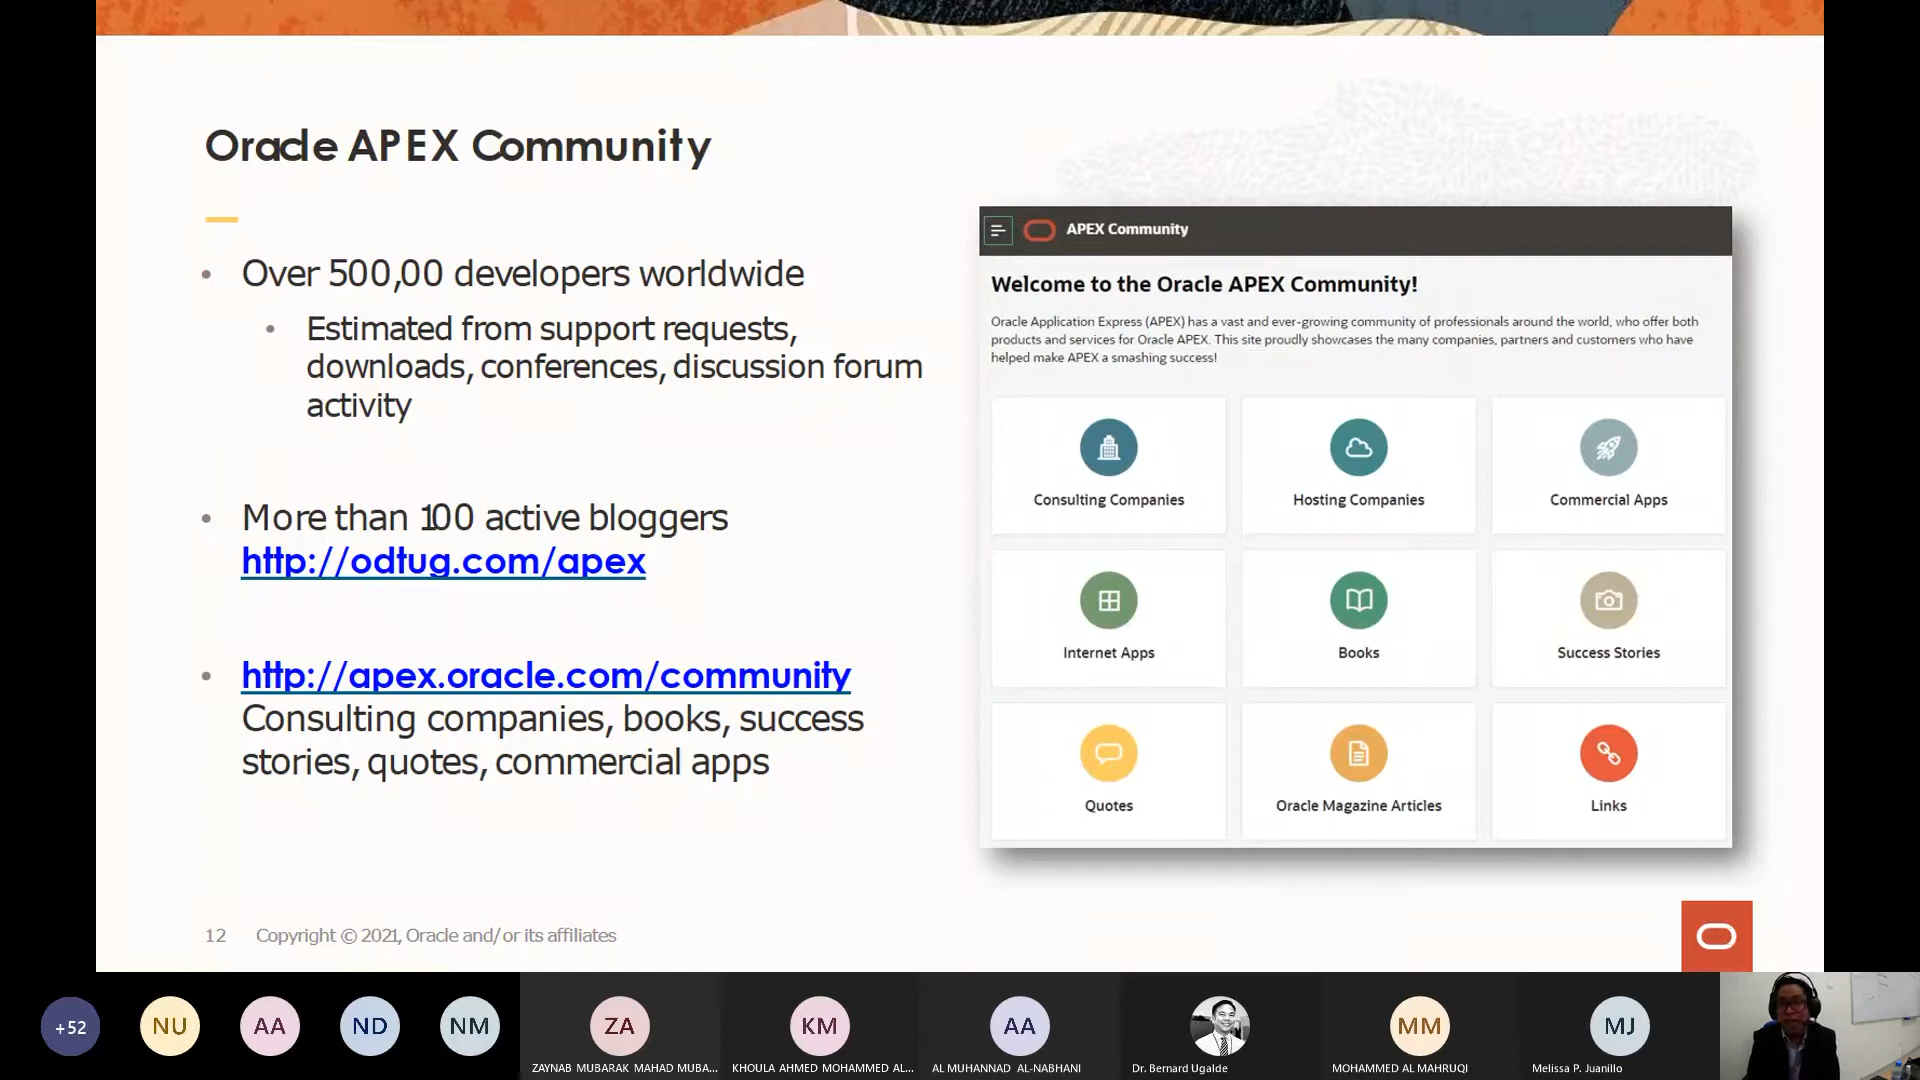 Oracle APEX Community
• Over 500,00 developers worldwide
• Estimated from support requests,
downloads, conferences, discussion forum
activity
• More than 100 active bloggers
http://odtug.com/apex
• http://apex.oracle.com/community
Consulting companies, books, success
stories, quotes, commercial apps
APEX Community
Welcome to the Oracle APEX Community!
Oracle Application Express (APEX) has a vast and ever-growing community of professionals around the world, who offer both
products and services for Oracle APEX. This site proudly showcases the many companies, partners and customers who have
helped make APEX a smashing success!
Consulting Companies
Hosting Companies
Commercial Apps
Internet Apps
Books
Success Stories
Quotes
Oracle Magazine Articles
Links
12 Copyright © 2021, Oracle and/or its affiliates
+52
NU
AA
ND
NM
ZA
KM
AA
MM
MJ
ZAYNAB MUBARAK MAHAD MUBA...
KHOULA AHMED MOHAMMED AL...
AL MUHANNAD AL-NABHANI
Dr. Bernard Ugalde
MOHAMMED AL MAHRUQI
Melissa P. Juanillo